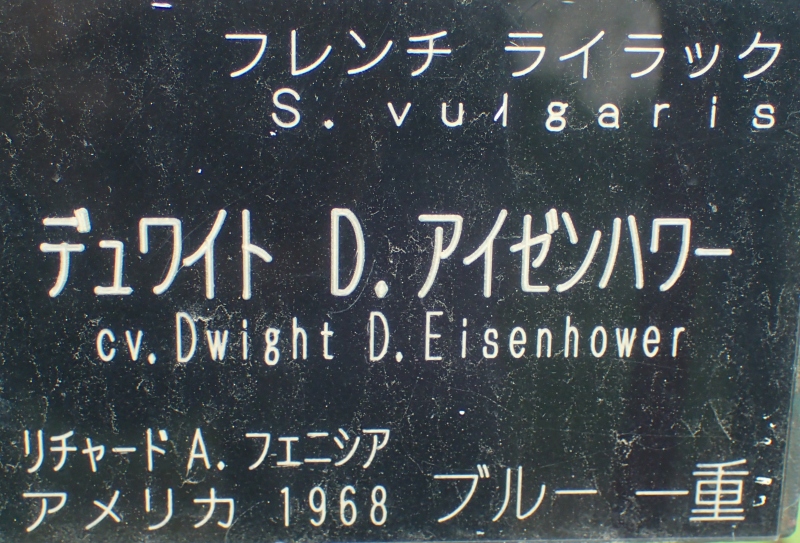 フレンチ ライラック
S. vulgaris
デュワイト D.アイゼンハワー
cv.Dwight D.Eisenhower
リチャード A. フェニシア
アメリカ 1968 ブルー 一重